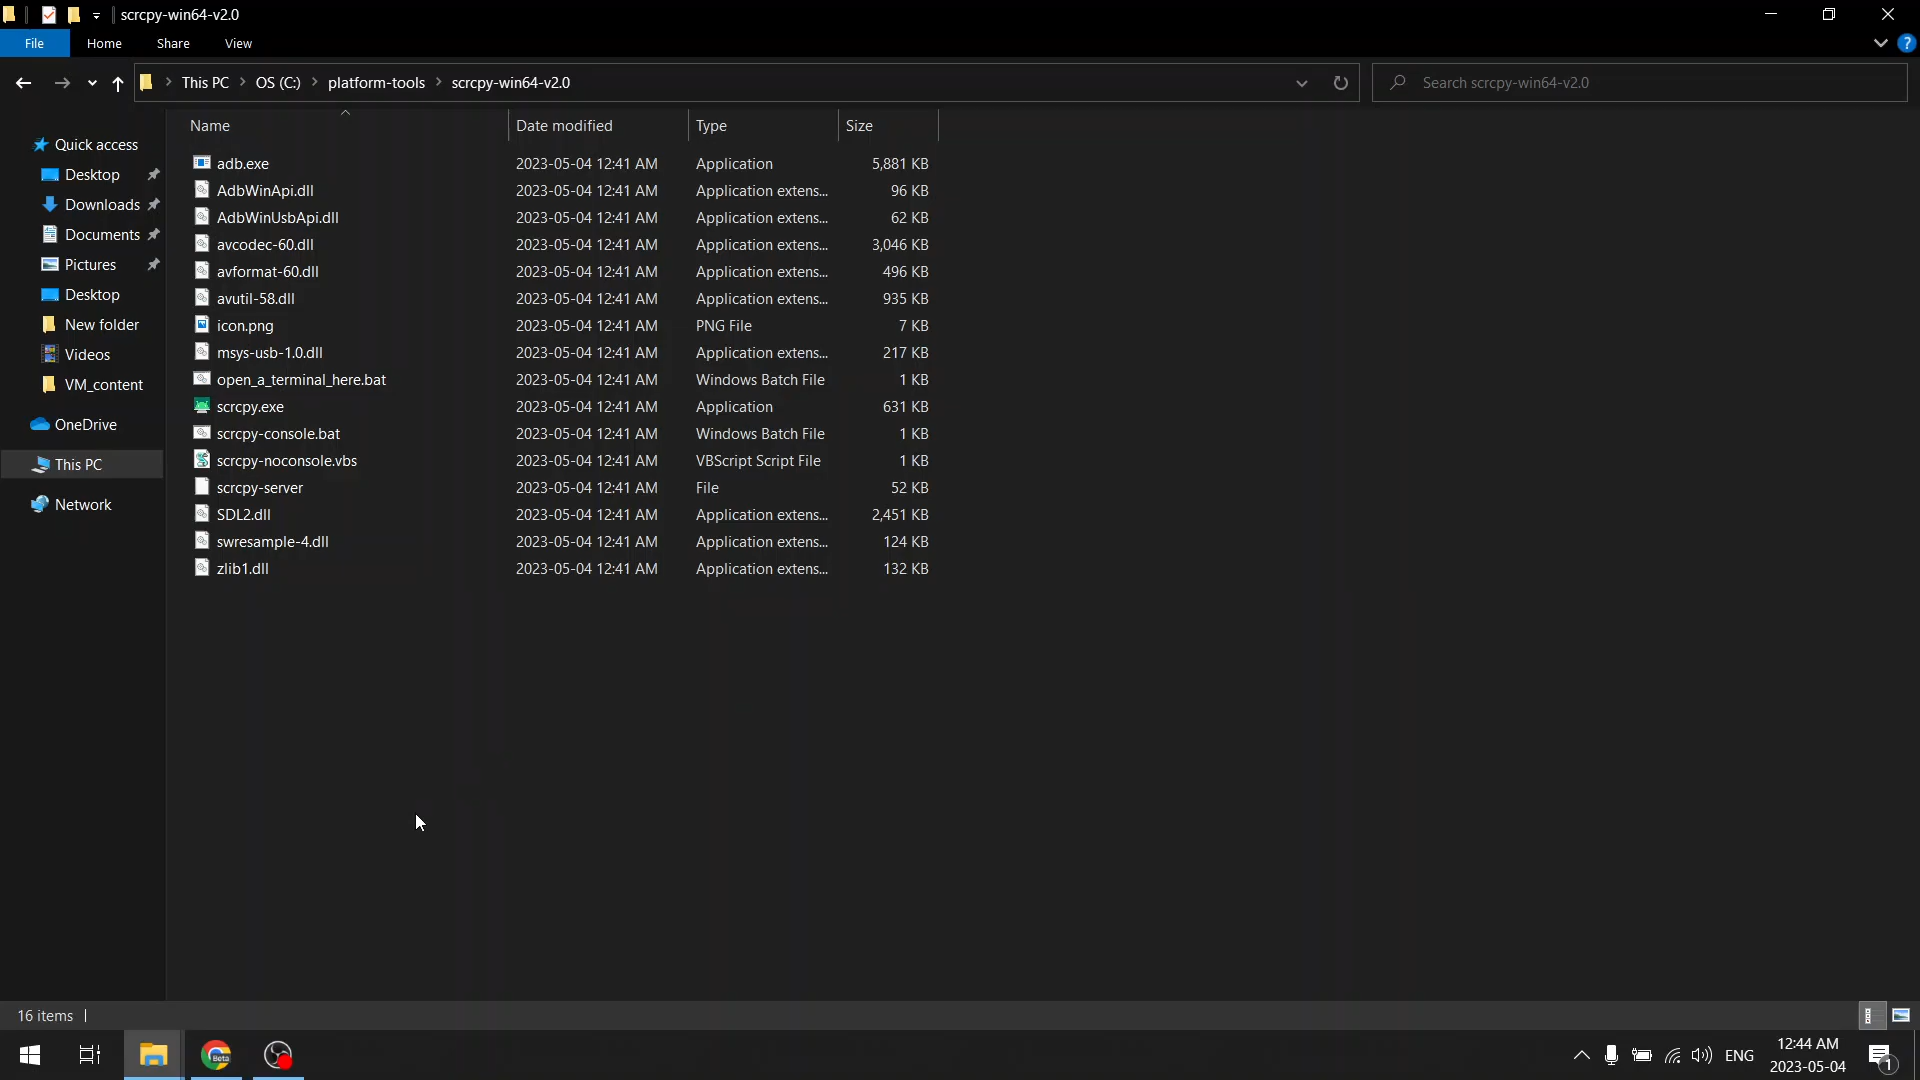 scrcpy-win64-v2.0
File Home Share View
This PC OS (C:) platform-tools scrcpy-win64-v2.0 Search scrcpy-win64-v2.0
Name Date modified Type Size
Quick access
Desktop
Downloads
Documents
Pictures
Desktop
New folder
Videos
VM_content
OneDrive
This PC
Network
adb.exe 2023-05-04 12:41 AM Application 5,881 KB
AdbWinApi.dll 2023-05-04 12:41 AM Application extens... 96 KB
AdbWinUsbApi.dll 2023-05-04 12:41 AM Application extens... 62 KB
avcodec-60.dll 2023-05-04 12:41 AM Application extens... 3,046 KB
avformat-60.dll 2023-05-04 12:41 AM Application extens... 496 KB
avutil-58.dll 2023-05-04 12:41 AM Application extens... 935 KB
icon.png 2023-05-04 12:41 AM PNG File 7 KB
msys-usb-1.0.dll 2023-05-04 12:41 AM Application extens... 217 KB
open_a_terminal_here.bat 2023-05-04 12:41 AM Windows Batch File 1 KB
scrcpy.exe 2023-05-04 12:41 AM Application 631 KB
scrcpy-console.bat 2023-05-04 12:41 AM Windows Batch File 1 KB
scrcpy-noconsole.vbs 2023-05-04 12:41 AM VBScript Script File 1 KB
scrcpy-server 2023-05-04 12:41 AM File 52 KB
SDL2.dll 2023-05-04 12:41 AM Application extens... 2,451 KB
swresample-4.dll 2023-05-04 12:41 AM Application extens... 124 KB
zlib1.dll 2023-05-04 12:41 AM Application extens... 132 KB
16 items
Beta
ENG
12:44 AM
2023-05-04
1